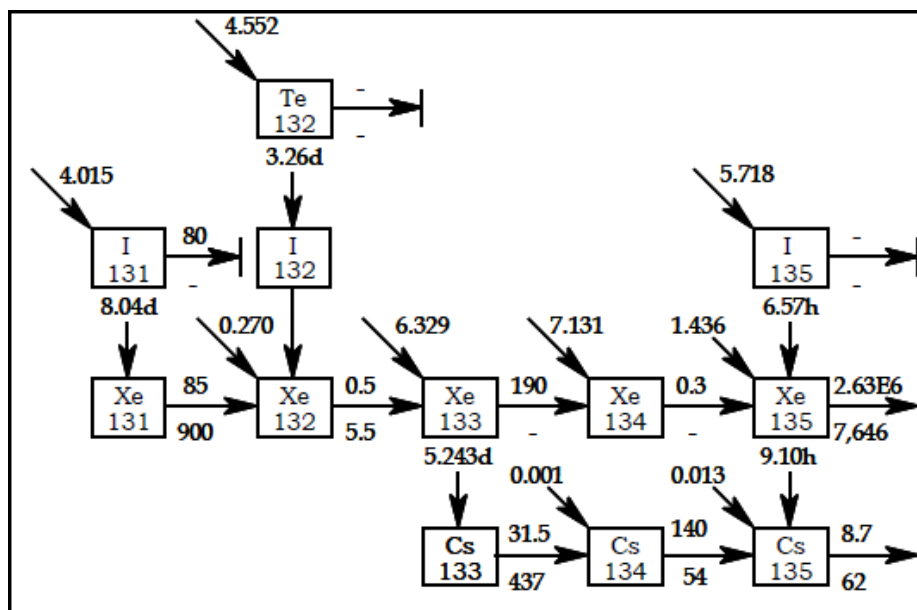 4.552
Te
132
-
-
3.26d
4.015
5.718
I
131
80
-
I
132
I
135
-
-
8.04d
6.57h
0.270
6.329
7.131
1.436
Xe
131
85
900
Xe
132
0.5
5.5
Xe
133
190
-
Xe
134
0.3
-
Xe
135
2.63E6
7,646
5.243d
9.10h
0.001
0.013
Cs
133
31.5
437
Cs
134
140
54
Cs
135
8.7
62